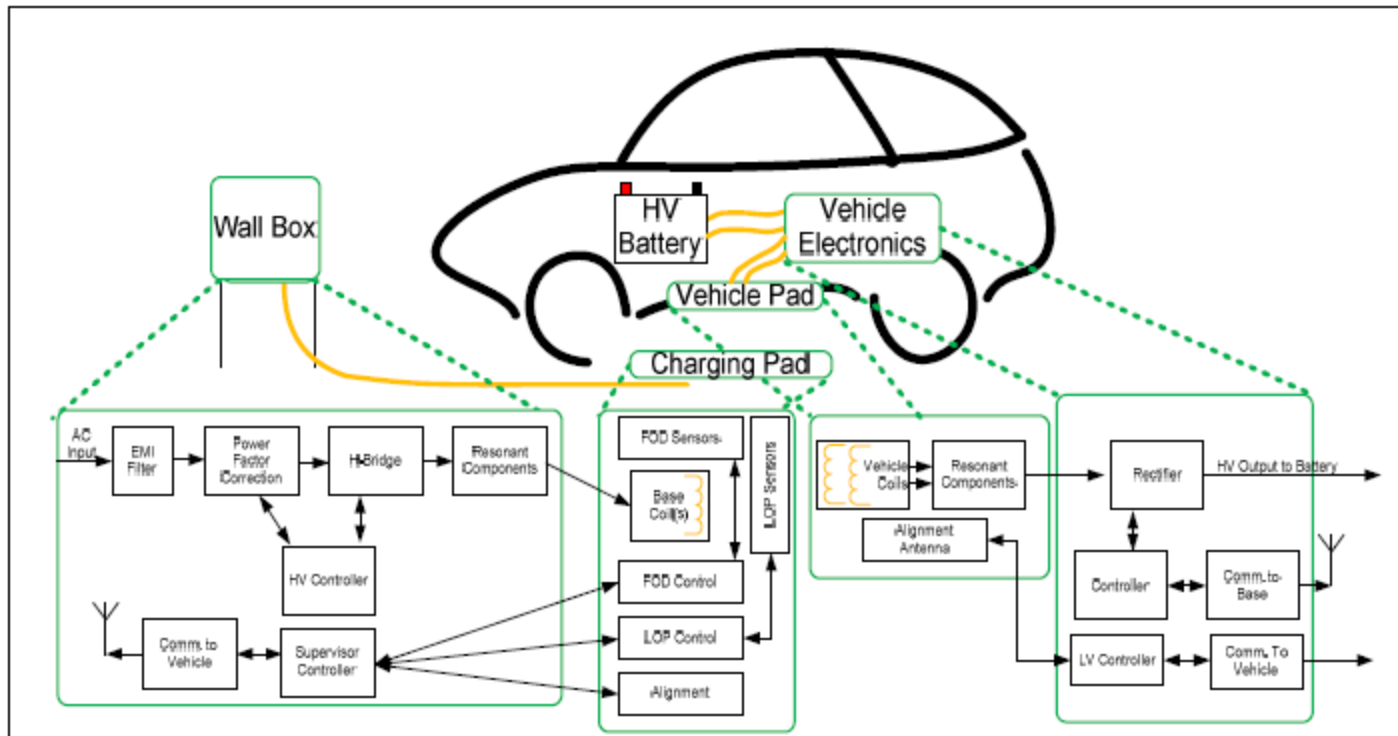 Wall Box
HV
Battery
Vehicle
Electronics
Vehicle Pad
Charging Pad
AC
Input
EMI
Filter
Power
Factor
Correction
H-Bridge
Resonant
Components
HV Controller
Comm. to
Vehicle
Supervisor
Controller
FOD Sensors
LOP Sensors
Base
Coil(s)
FOD Control
LOP Control
Alignment
Vehicle
Coils
Resonant
Components
Alignment
Antenna
Rectifier
HV Output to Battery
Controller
Comm. to
Base
LV Controller
Comm. To
Vehicle